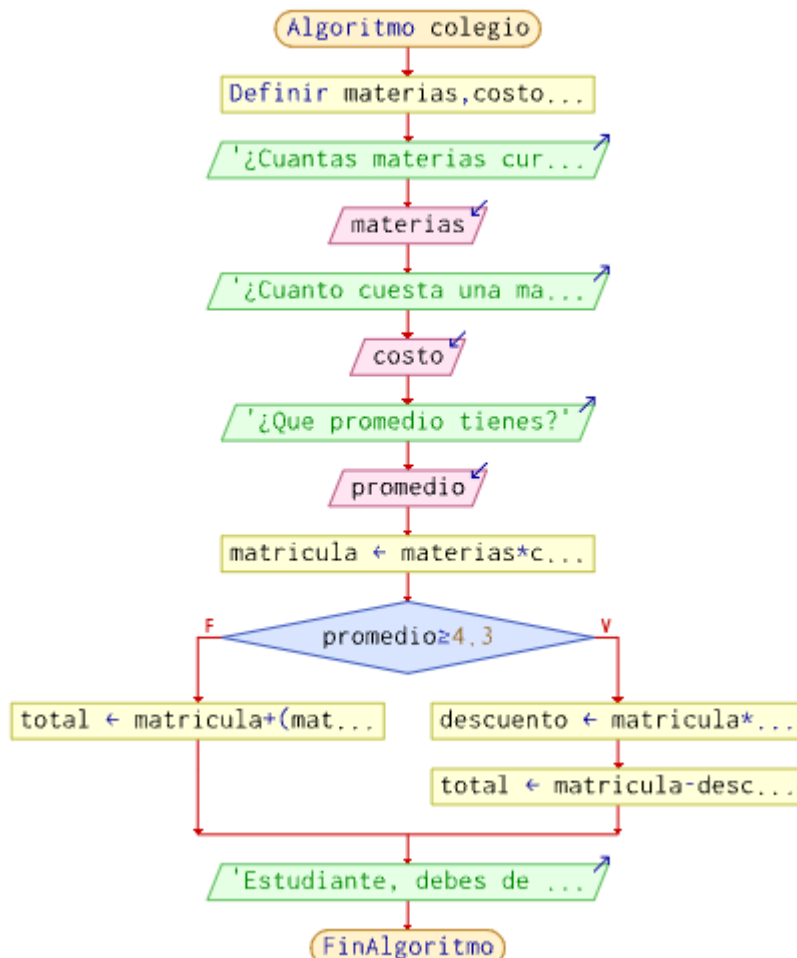 Algoritmo colegio
Definir materias,costo...
'¿Cuantas materias cur...
materias
'¿Cuanto cuesta una ma...
costo
'¿Que promedio tienes?'
promedio
matricula ← materias*c...
F
promedio≥4.3
V
total ← matricula+(mat...
descuento ← matricula*...
total ← matricula-desc...
'Estudiante, debes de ...
FinAlgoritmo